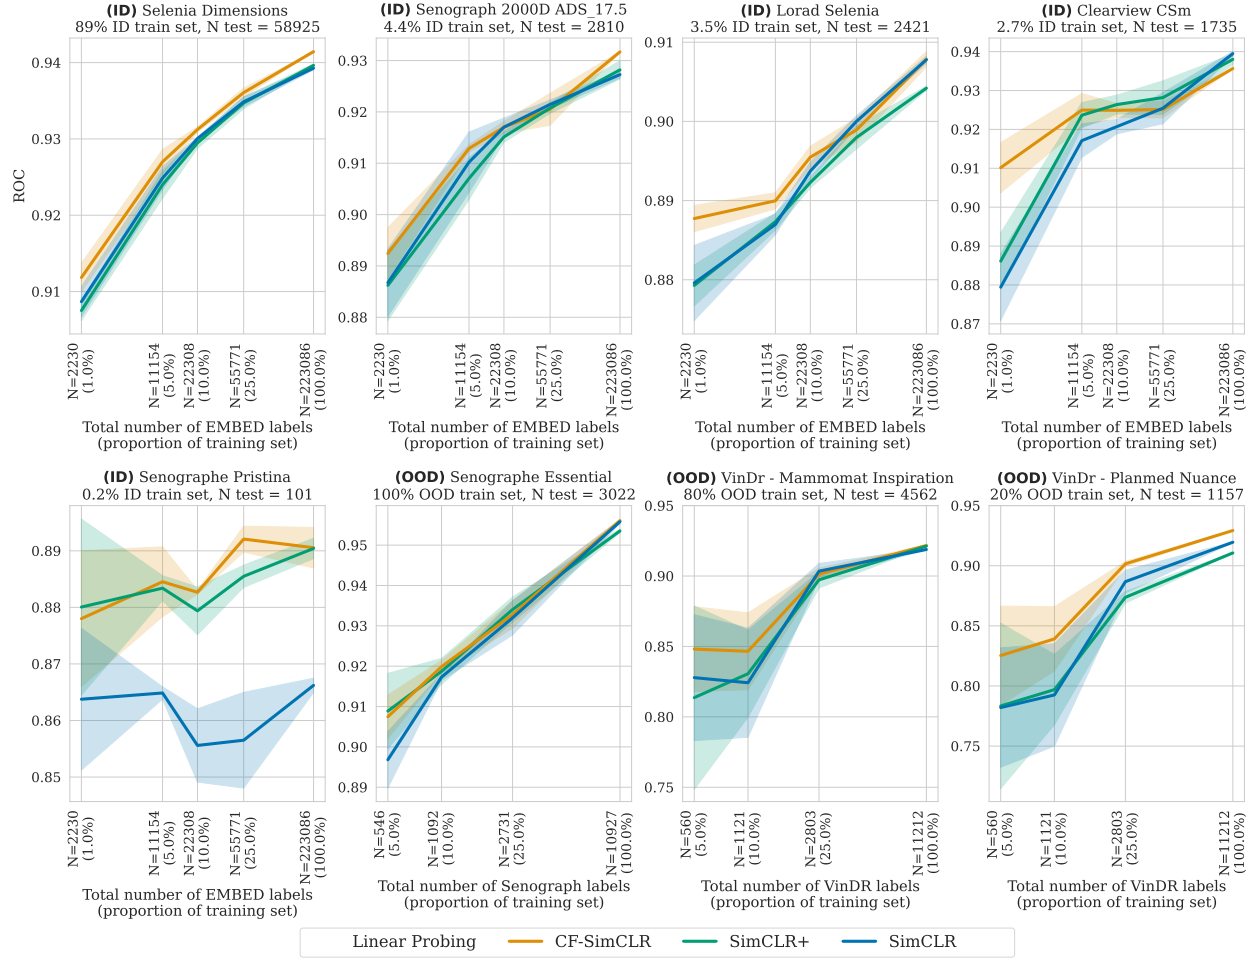 (ID) Selenia Dimensions
89% ID train set, N test = 58925
(ID) Senograph 2000D ADS_17.5
4.4% ID train set, N test = 2810
(ID) Lorad Selenia
3.5% ID train set, N test = 2421
(ID) Clearview CSm
2.7% ID train set, N test = 1735
ROC
0.94
0.93
0.92
0.91
0.93
0.92
0.91
0.90
0.89
0.88
0.91
0.90
0.89
0.88
0.94
0.93
0.92
0.91
0.90
0.89
0.88
0.87
N=2230
(1.0%)
N=11154
(5.0%)
N=22308
(10.0%)
N=55771
(25.0%)
N=223086
(100.0%)
N=2230
(1.0%)
N=11154
(5.0%)
N=22308
(10.0%)
N=55771
(25.0%)
N=223086
(100.0%)
N=2230
(1.0%)
N=11154
(5.0%)
N=22308
(10.0%)
N=55771
(25.0%)
N=223086
(100.0%)
N=2230
(1.0%)
N=11154
(5.0%)
N=22308
(10.0%)
N=55771
(25.0%)
N=223086
(100.0%)
Total number of EMBED labels
(proportion of training set)
Total number of EMBED labels
(proportion of training set)
Total number of EMBED labels
(proportion of training set)
Total number of EMBED labels
(proportion of training set)
(ID) Senographe Pristina
0.2% ID train set, N test = 101
(OOD) Senographe Essential
100% OOD train set, N test = 3022
(OOD) VinDr - Mammomat Inspiration
80% OOD train set, N test = 4562
(OOD) VinDr - Planmed Nuance
20% OOD train set, N test = 1157
0.89
0.88
0.87
0.86
0.85
0.95
0.94
0.93
0.92
0.91
0.90
0.89
0.95
0.90
0.85
0.80
0.75
0.95
0.90
0.85
0.80
0.75
N=2230
(1.0%)
N=11154
(5.0%)
N=22308
(10.0%)
N=55771
(25.0%)
N=223086
(100.0%)
N=546
(5.0%)
N=1092
(10.0%)
N=2731
(25.0%)
N=10927
(100.0%)
N=560
(5.0%)
N=1121
(10.0%)
N=2803
(25.0%)
N=11212
(100.0%)
N=560
(5.0%)
N=1121
(10.0%)
N=2803
(25.0%)
N=11212
(100.0%)
Total number of EMBED labels
(proportion of training set)
Total number of Senograph labels
(proportion of training set)
Total number of VinDR labels
(proportion of training set)
Total number of VinDR labels
(proportion of training set)
Linear Probing CF-SimCLR SimCLR+ SimCLR